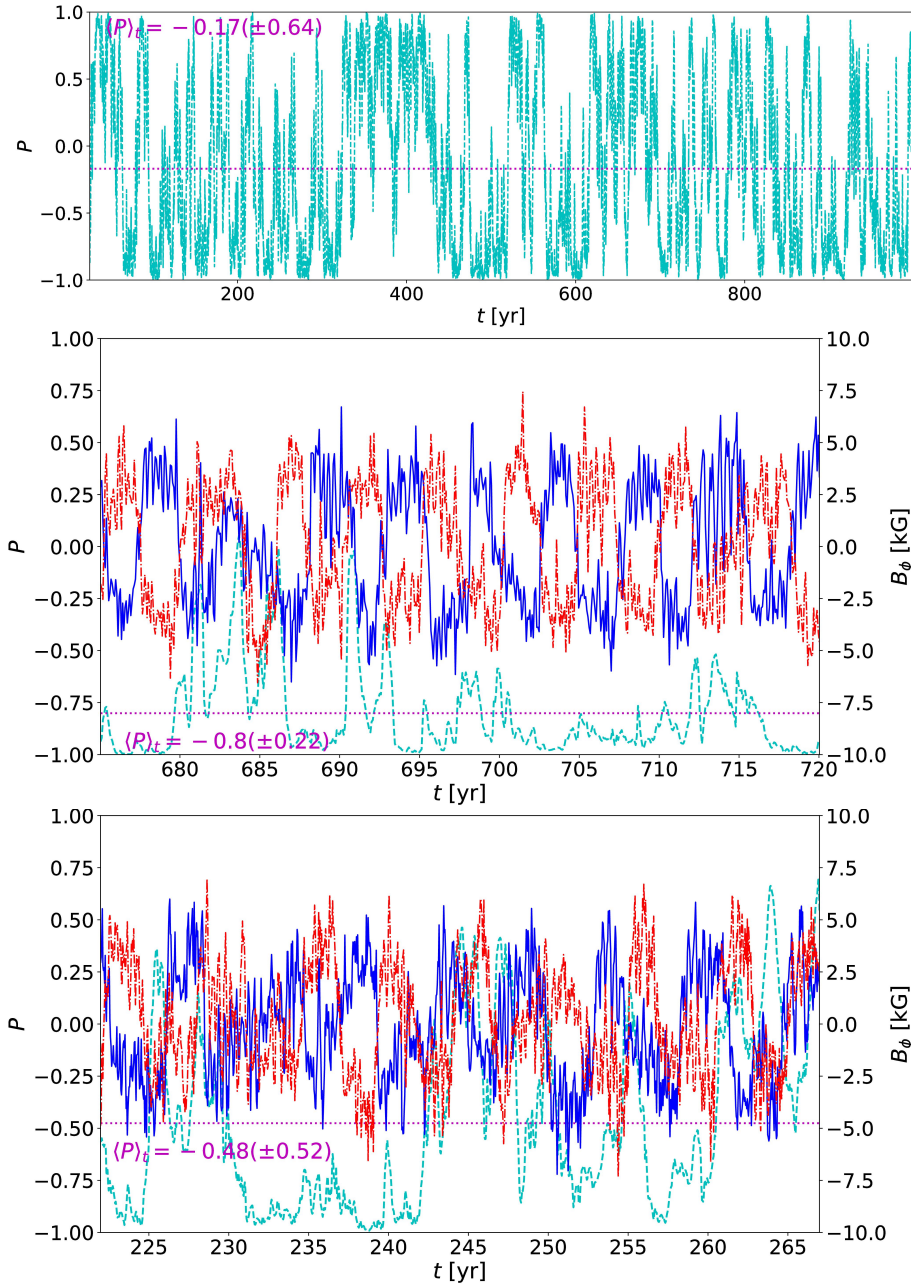 1.0
0.5
0.0
−0.5
−1.0
P
⟨P⟩t = −0.17(±0.64)
200 400 600 800
t [yr]
1.00
0.75
0.50
0.25
0.00
−0.25
−0.50
−0.75
−1.00
P
10.0
7.5
5.0
2.5
0.0
−2.5
−5.0
−7.5
−10.0
Bϕ [kG]
⟨P⟩t = −0.8(±0.22)
680 685 690 695 700 705 710 715 720
t [yr]
1.00
0.75
0.50
0.25
0.00
−0.25
−0.50
−0.75
−1.00
P
10.0
7.5
5.0
2.5
0.0
−2.5
−5.0
−7.5
−10.0
Bϕ [kG]
⟨P⟩t = −0.48(±0.52)
225 230 235 240 245 250 255 260 265
t [yr]